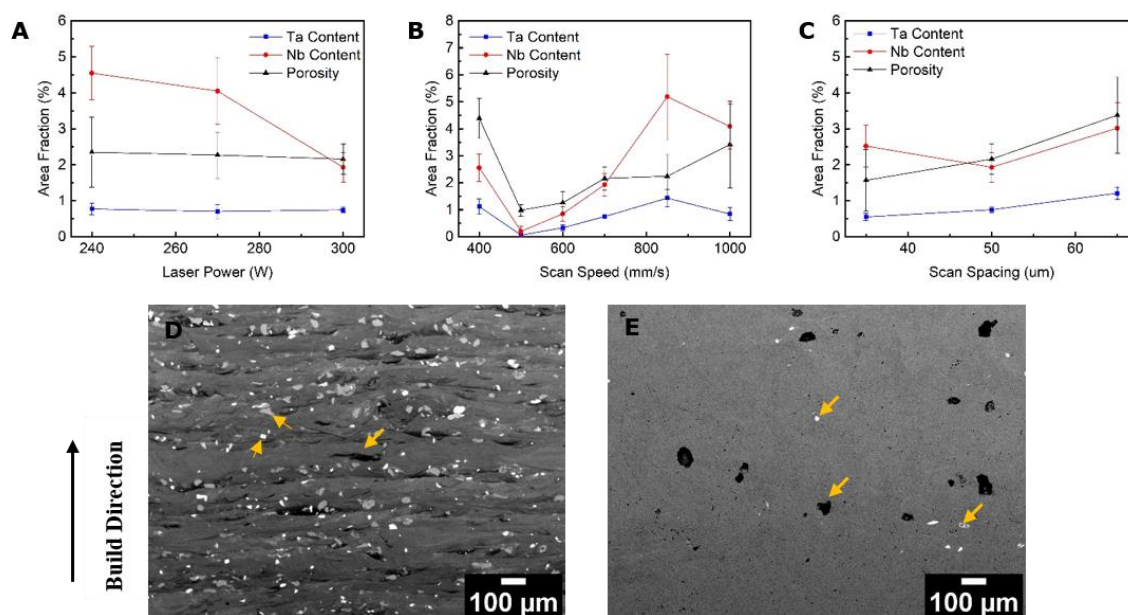 A
Ta Content
Nb Content
Porosity
Area Fraction (%)
6
5
4
3
2
1
0
240 260 280 300
Laser Power (W)
B
Ta Content
Nb Content
Porosity
Area Fraction (%)
8
7
6
5
4
3
2
1
0
400 500 600 700 800 900 1000
Scan Speed (mm/s)
C
Ta Content
Nb Content
Porosity
Area Fraction (%)
6
5
4
3
2
1
0
40 50 60
Scan Spacing (um)
Build Direction
D
100 µm
E
100 µm